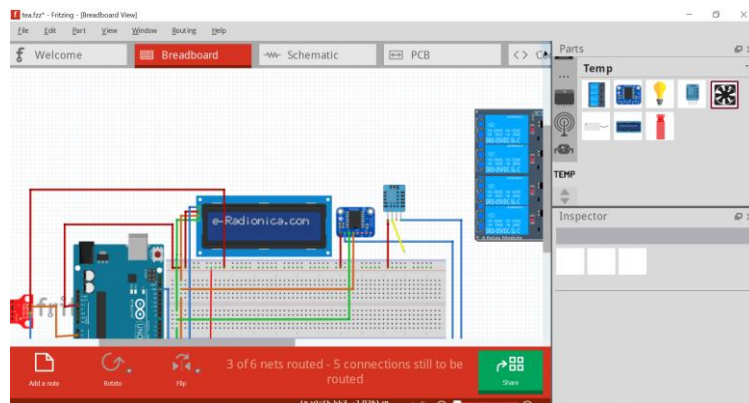 tea.fzz* - Fritzing - [Breadboard View]
File Edit Part View Window Routing Help
Welcome
Breadboard
Schematic
PCB
Parts
Temp
TEMP
Inspector
e-Radionica.com
UNO
3 of 6 nets routed - 5 connections still to be
routed
Add a note
Rotate
Flip
Share